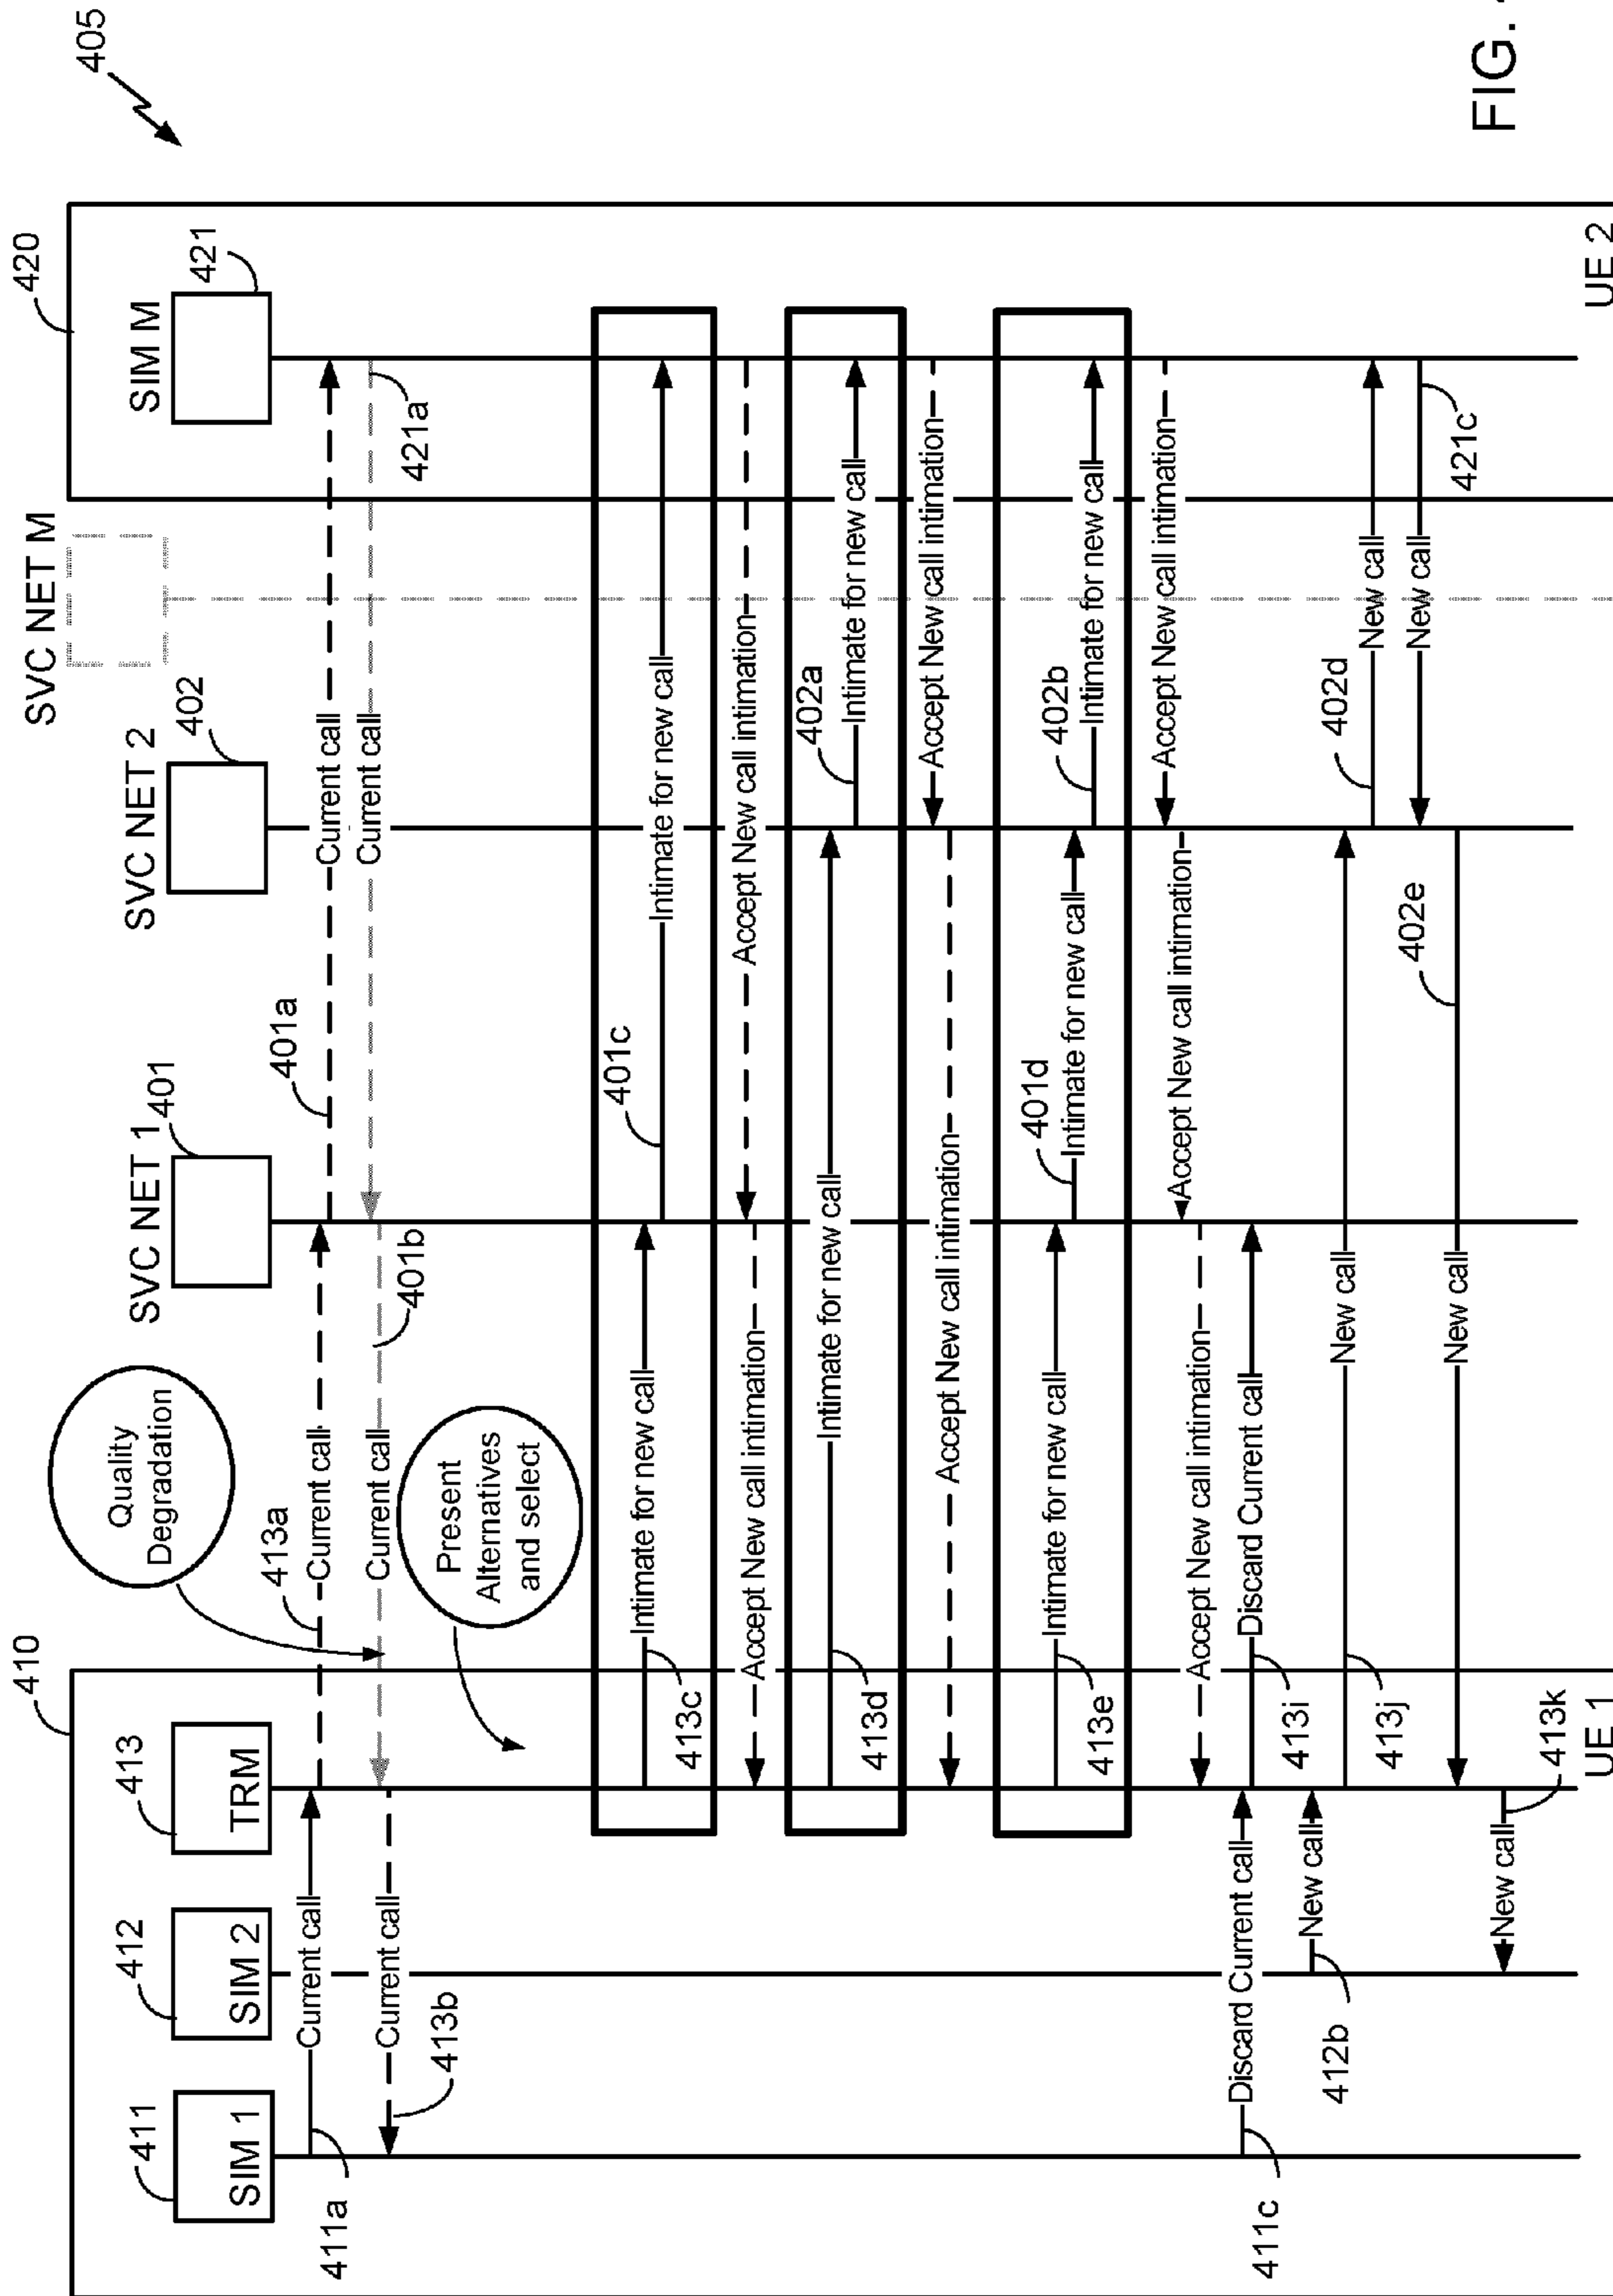 405
410
420
411
412
413
SIM 1
SIM 2
TRM
SVC NET 1
401
SVC NET 2
402
SVC NET M
SIM M
421
Quality
Degradation
411a
Current call
413a
Current call
401a
Current call
413b
Current call
Current call
401b
Current call
421a
Present
Alternatives
and select
413c
Intimate for new call
401c
Intimate for new call
Accept New call intimation
Accept New call intimation
413d
Intimate for new call
402a
Intimate for new call
Accept New call intimation
Accept New call intimation
413e
Intimate for new call
401d
Intimate for new call
402b
Intimate for new call
Accept New call intimation
Accept New call intimation
Accept New call intimation
411c
Discard Current call
413i
Discard Current call
412b
New call
413j
New call
402d
New call
New call
421c
402e
New call
New call
413k
UE 1
UE 2
FIG.